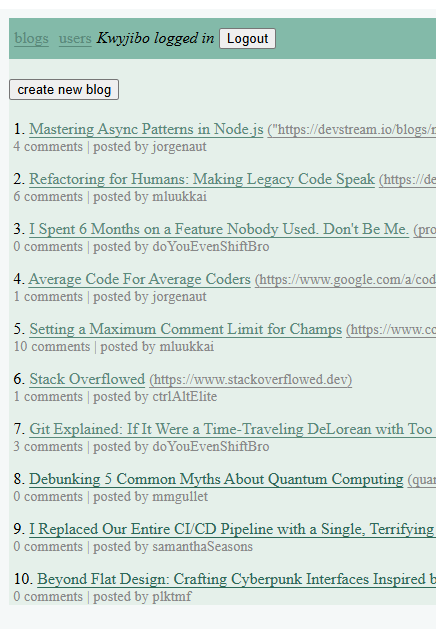 blogs users Kwyjibo logged in Logout
create new blog
1. Mastering Async Patterns in Node.js ("https://devstream.io/blogs/
4 comments | posted by jorgenaut
2. Refactoring for Humans: Making Legacy Code Speak (https://de
6 comments | posted by mluukkai
3. I Spent 6 Months on a Feature Nobody Used. Don't Be Me. (pro
0 comments | posted by doYouEvenShiftBro
4. Average Code For Average Coders (https://www.google.com/a/cod
1 comments | posted by jorgenaut
5. Setting a Maximum Comment Limit for Champs (https://www.co
10 comments | posted by mluukkai
6. Stack Overflowed (https://www.stackoverflowed.dev)
1 comments | posted by ctrlAltElite
7. Git Explained: If It Were a Time-Traveling DeLorean with Too
3 comments | posted by doYouEvenShiftBro
8. Debunking 5 Common Myths About Quantum Computing (quan
0 comments | posted by mmgullet
9. I Replaced Our Entire CI/CD Pipeline with a Single, Terrifying
0 comments | posted by samanthaSeasons
10. Beyond Flat Design: Crafting Cyberpunk Interfaces Inspired b
0 comments | posted by plktmf